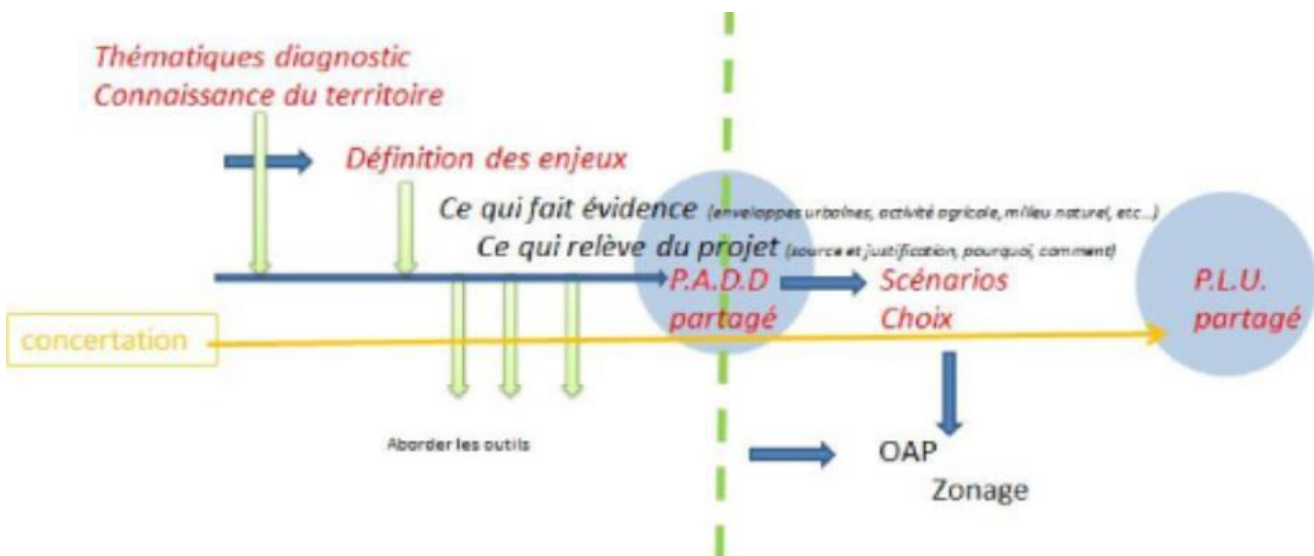 Thématiques diagnostic
Connaissance du territoire
Définition des enjeux
Ce qui fait évidence (enveloppes urbaines, activité agricole, milieu naturel, etc...)
Ce qui relève du projet (source et justification, pourquoi, comment)
P.A.D.D
partagé
Scénarios
Choix
P.L.U.
partagé
concertation
Aborder les outils
OAP
Zonage